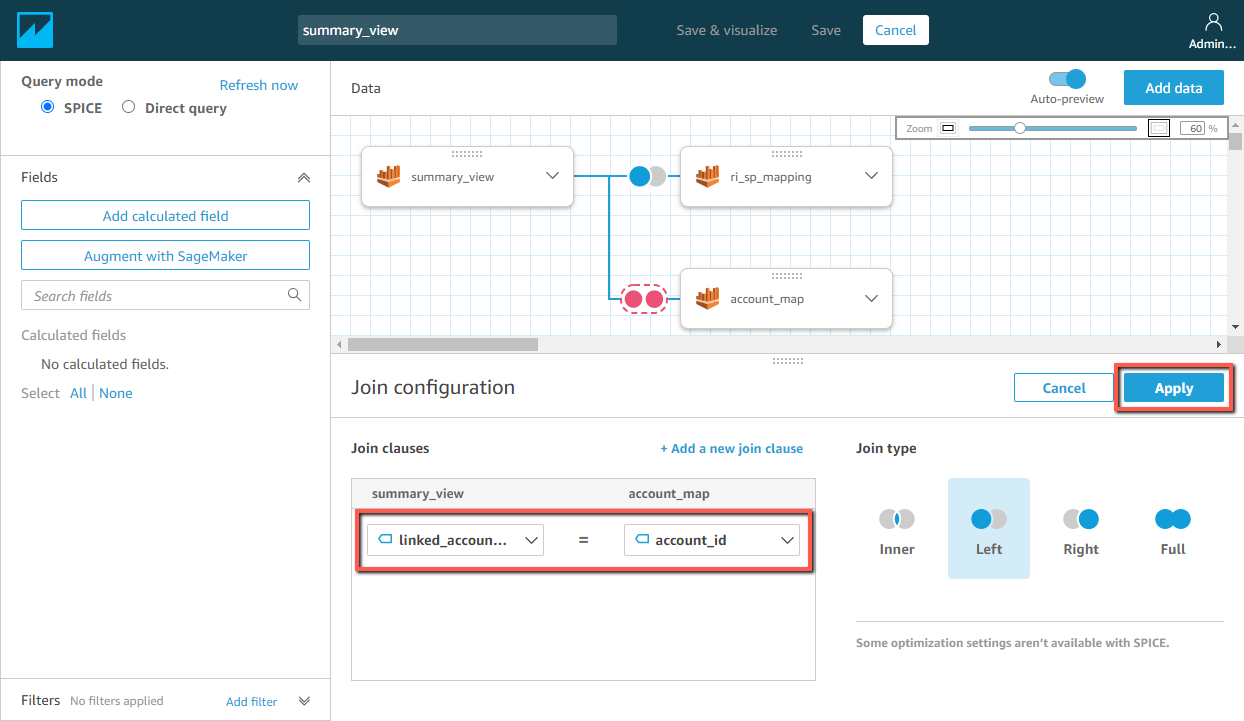 summary_view
Save & visualize
Save
Cancel
Admin...
Query mode
Refresh now
SPICE
Direct query
Data
Auto-preview
Add data
Zoom
60 %
Fields
Add calculated field
Augment with SageMaker
Search fields
Calculated fields
No calculated fields.
Select All None
summary_view
ri_sp_mapping
account_map
Join configuration
Cancel
Apply
Join clauses
+ Add a new join clause
summary_view
account_map
linked_accoun...
=
account_id
Join type
Inner
Left
Right
Full
Some optimization settings aren't available with SPICE.
Filters No filters applied
Add filter